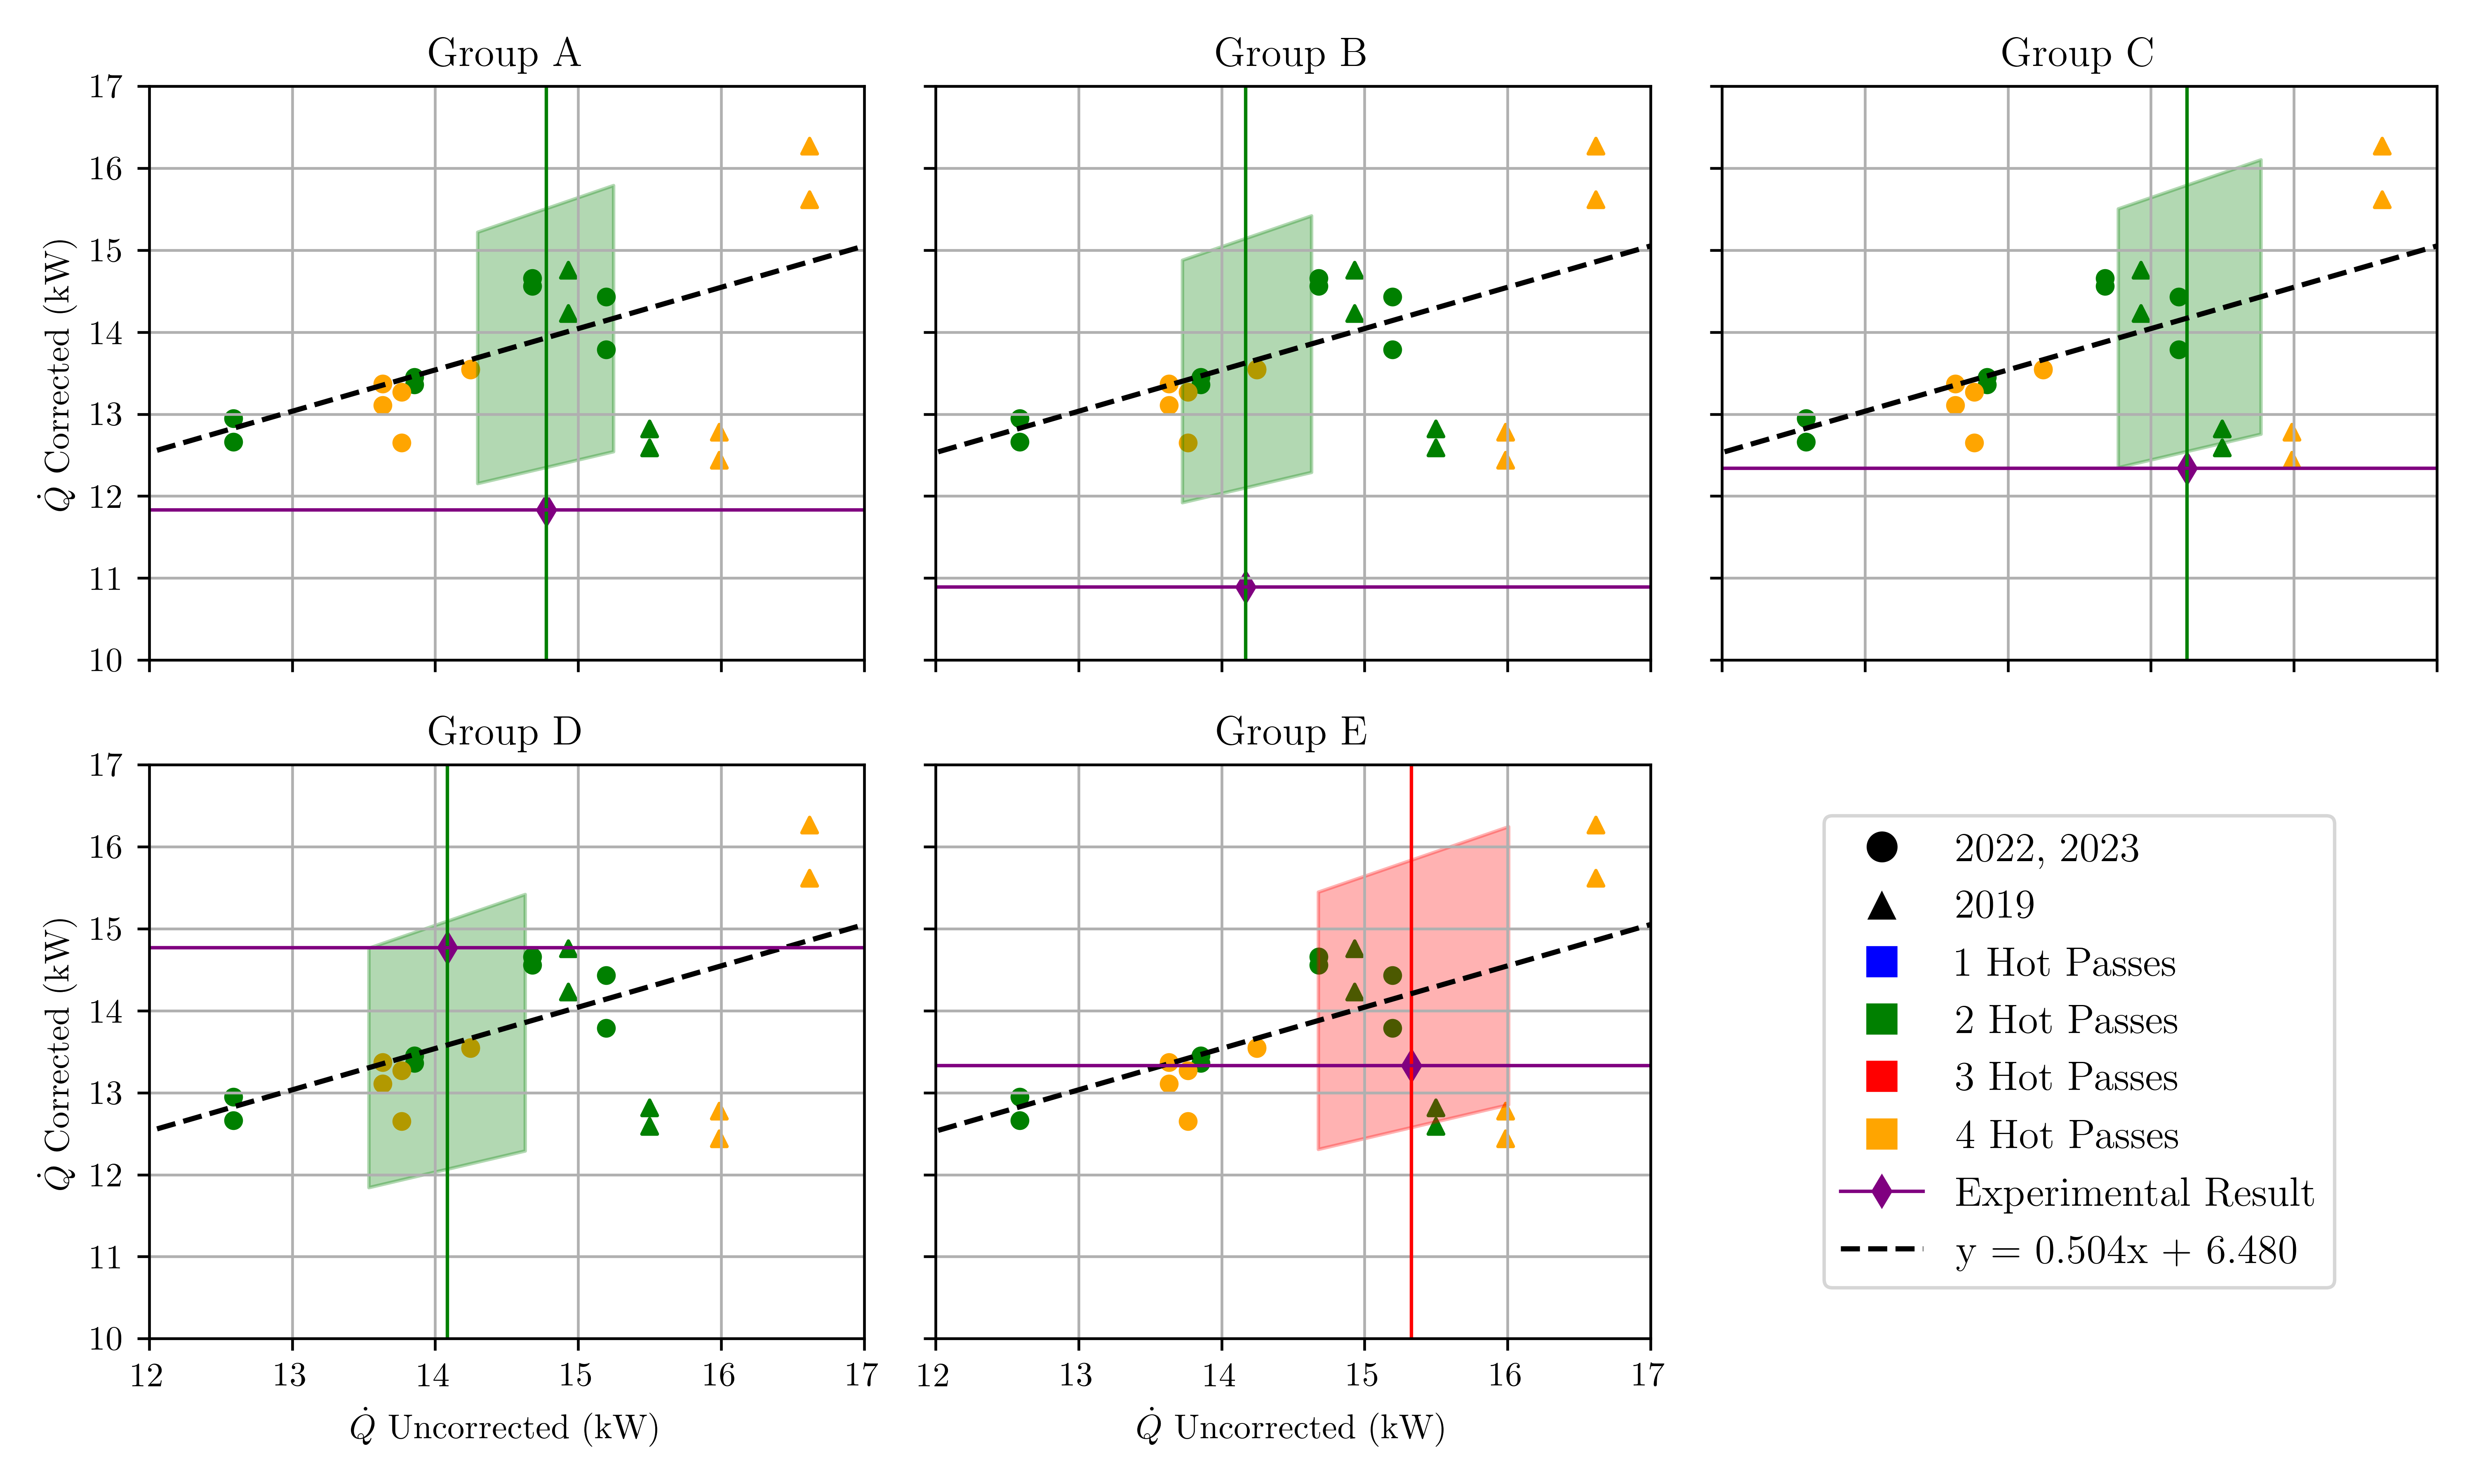 Group A
Group B
Group C
17
16
15
14
13
12
11
10
Q̇ Corrected (kW)
Group D
Group E
17
16
15
14
13
12
11
10
Q̇ Corrected (kW)
12 13 14 15 16 17
12 13 14 15 16 17
Q̇ Uncorrected (kW)
Q̇ Uncorrected (kW)
2022, 2023
2019
1 Hot Passes
2 Hot Passes
3 Hot Passes
4 Hot Passes
Experimental Result
y = 0.504x + 6.480